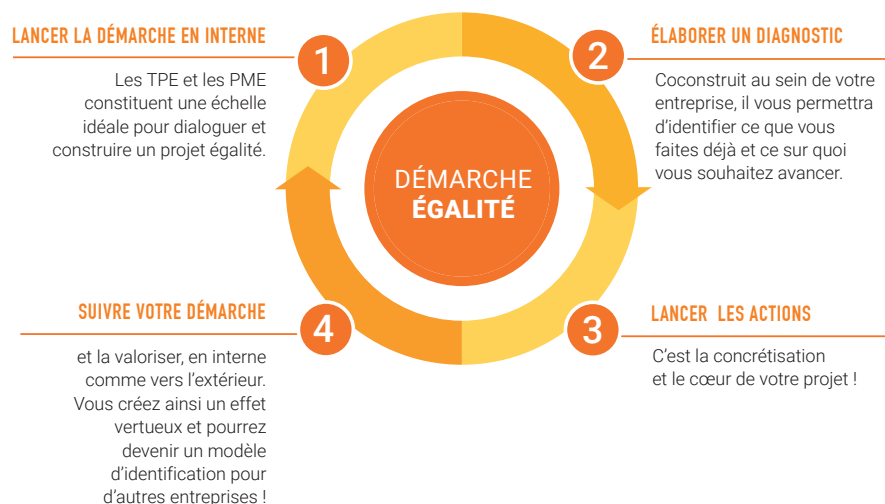 LANCER LA DÉMARCHE EN INTERNE
1
Les TPE et les PME
constituent une échelle
idéale pour dialoguer et
construire un projet égalité.
2
ÉLABORER UN DIAGNOSTIC
Coconstruit au sein de votre
entreprise, il vous permettra
d’identifier ce que vous
faites déjà et ce sur quoi
vous souhaitez avancer.
DÉMARCHE
ÉGALITÉ
3
LANCER LES ACTIONS
C’est la concrétisation
et le cœur de votre projet !
SUIVRE VOTRE DÉMARCHE
4
et la valoriser, en interne
comme vers l’extérieur.
Vous créez ainsi un effet
vertueux et pourrez
devenir un modèle
d’identification pour
d’autres entreprises !